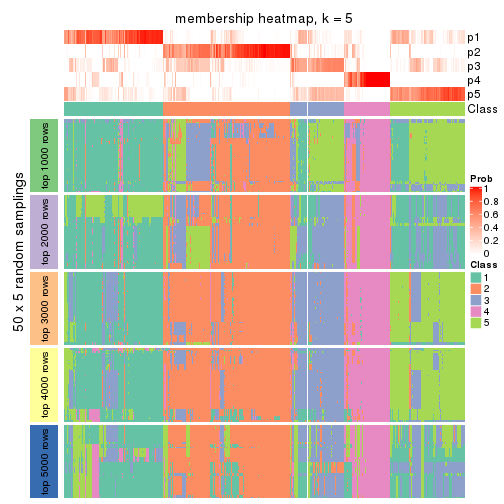 membership heatmap, k = 5
p1
p2
p3
p4
p5
Class
50 x 5 random samplings
top 1000 rows
top 2000 rows
top 3000 rows
top 4000 rows
top 5000 rows
Prob
1
0.8
0.6
0.4
0.2
0
Class
1
2
3
4
5